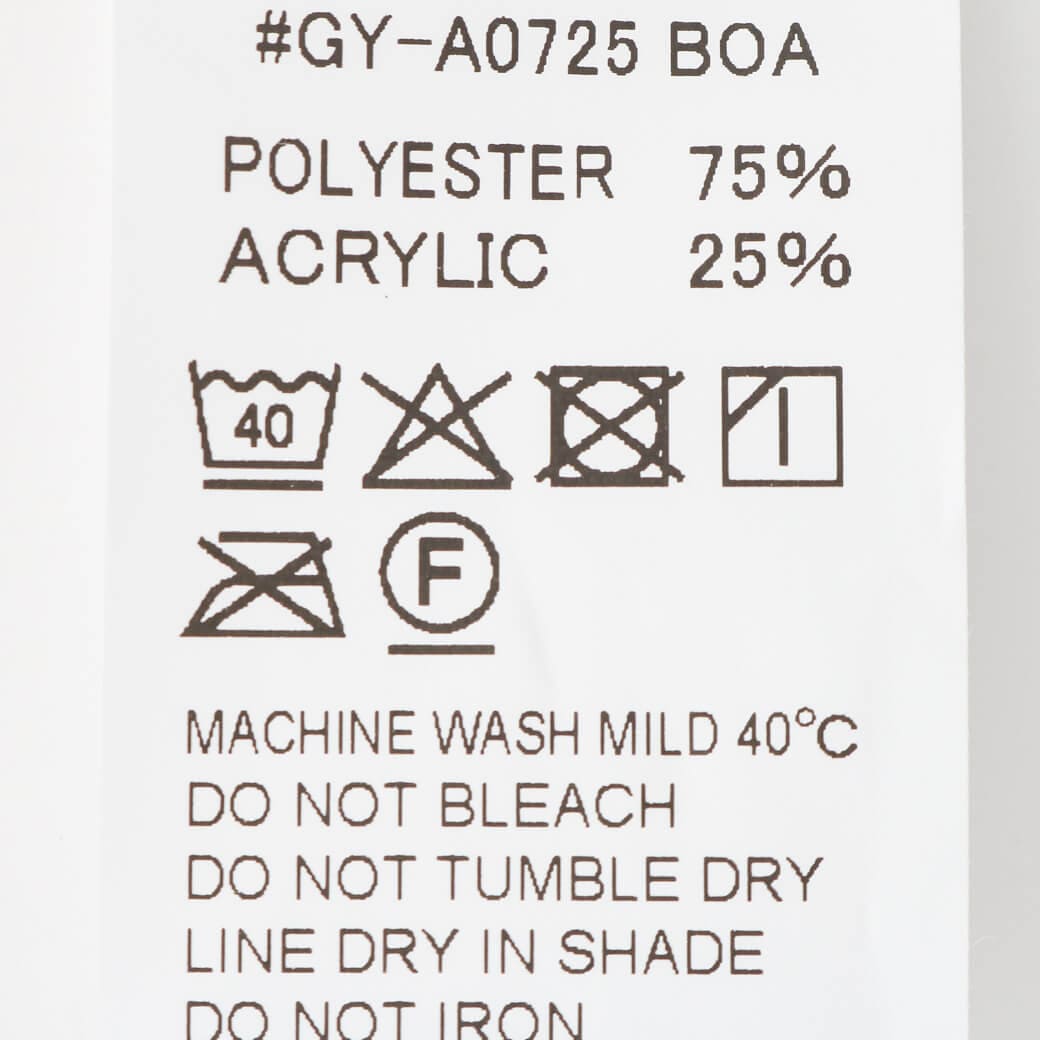 #GY-A0725 BOA
POLYESTER 75%
ACRYLIC 25%
40
F
MACHINE WASH MILD 40°C
DO NOT BLEACH
DO NOT TUMBLE DRY
LINE DRY IN SHADE
DO NOT IRON